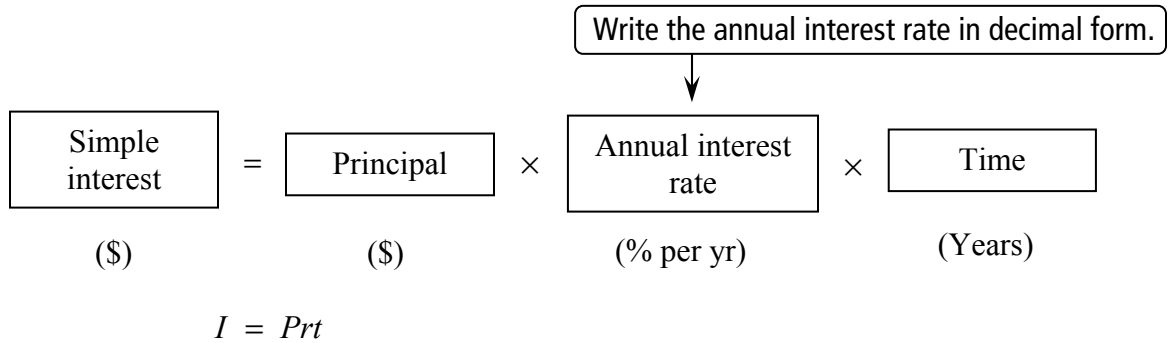 Write the annual interest rate in decimal form.
Simple
interest
=
Principal
×
Annual interest
rate
×
Time
($)
($)
(% per yr)
(Years)
I = Prt